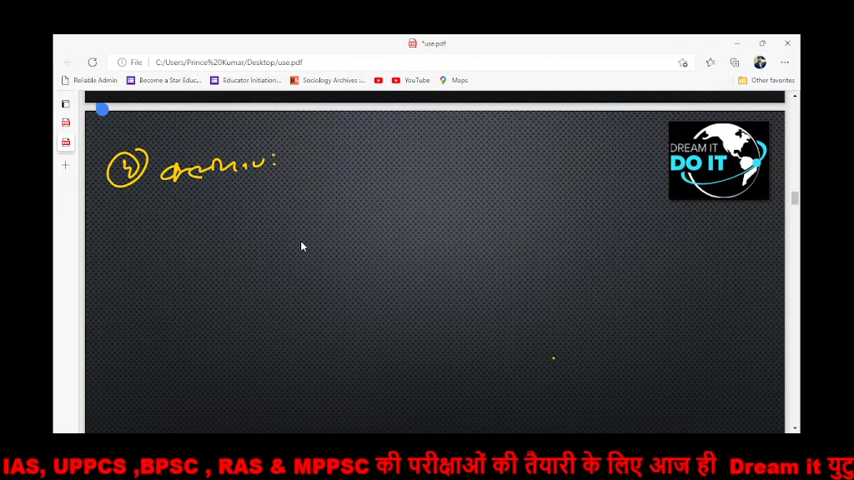 *use.pdf
File C:/Users/Prince%20Kumar/Desktop/use.pdf
Reliable Admin Become a Star Educ... Educator Initiation... Sociology Archives :... YouTube Maps Other favorites
DREAM IT
DO IT
IAS, UPPCS ,BPSC , RAS & MPPSC की परीक्षाओं की तैयारी के लिए आज ही Dream it यूटु